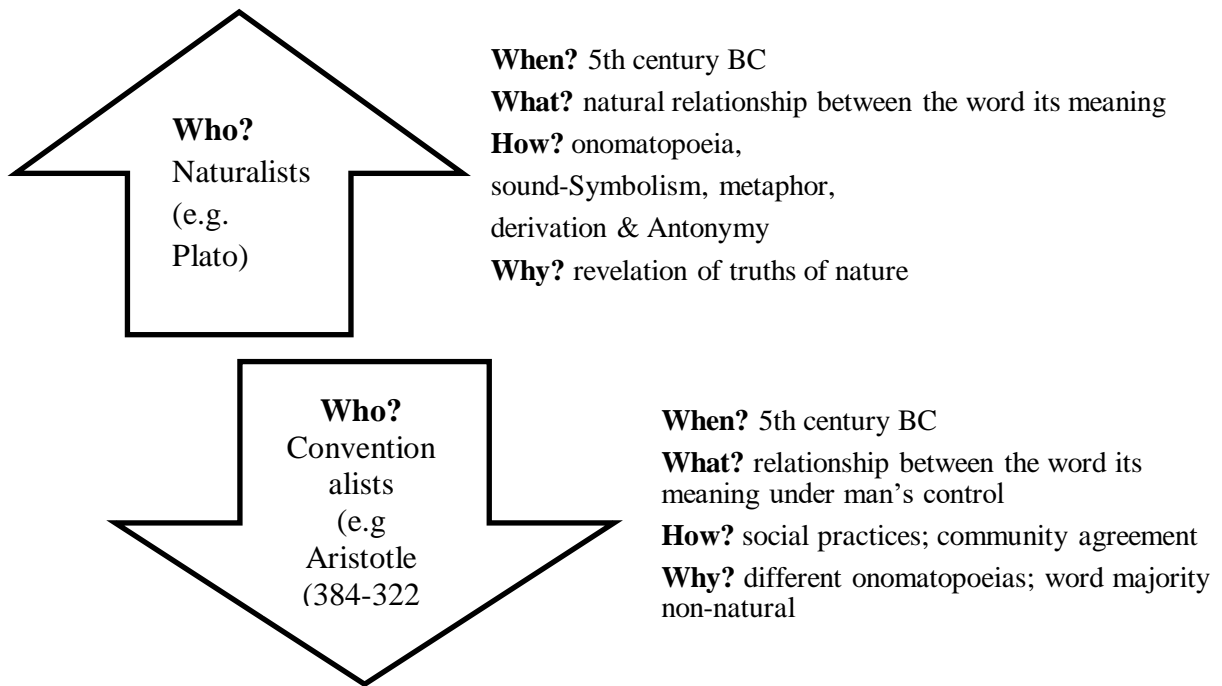 Who?
Naturalists
(e.g.
Plato)
When? 5th century BC
What? natural relationship between the word its meaning
How? onomatopoeia,
sound-Symbolism, metaphor,
derivation & Antonymy
Why? revelation of truths of nature
Who?
Convention
alists
(e.g
Aristotle
(384-322
When? 5th century BC
What? relationship between the word its
meaning under man’s control
How? social practices; community agreement
Why? different onomatopoeias; word majority
non-natural